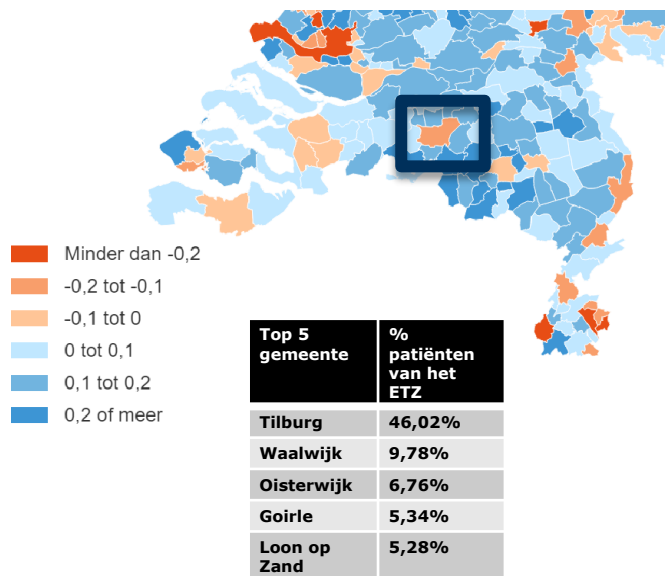 Minder dan -0,2
-0,2 tot -0,1
-0,1 tot 0
0 tot 0,1
0,1 tot 0,2
0,2 of meer
Top 5
gemeente
%
patiënten
van het
ETZ
Tilburg 46,02%
Waalwijk 9,78%
Oisterwijk 6,76%
Goirle 5,34%
Loon op 5,28%
Zand